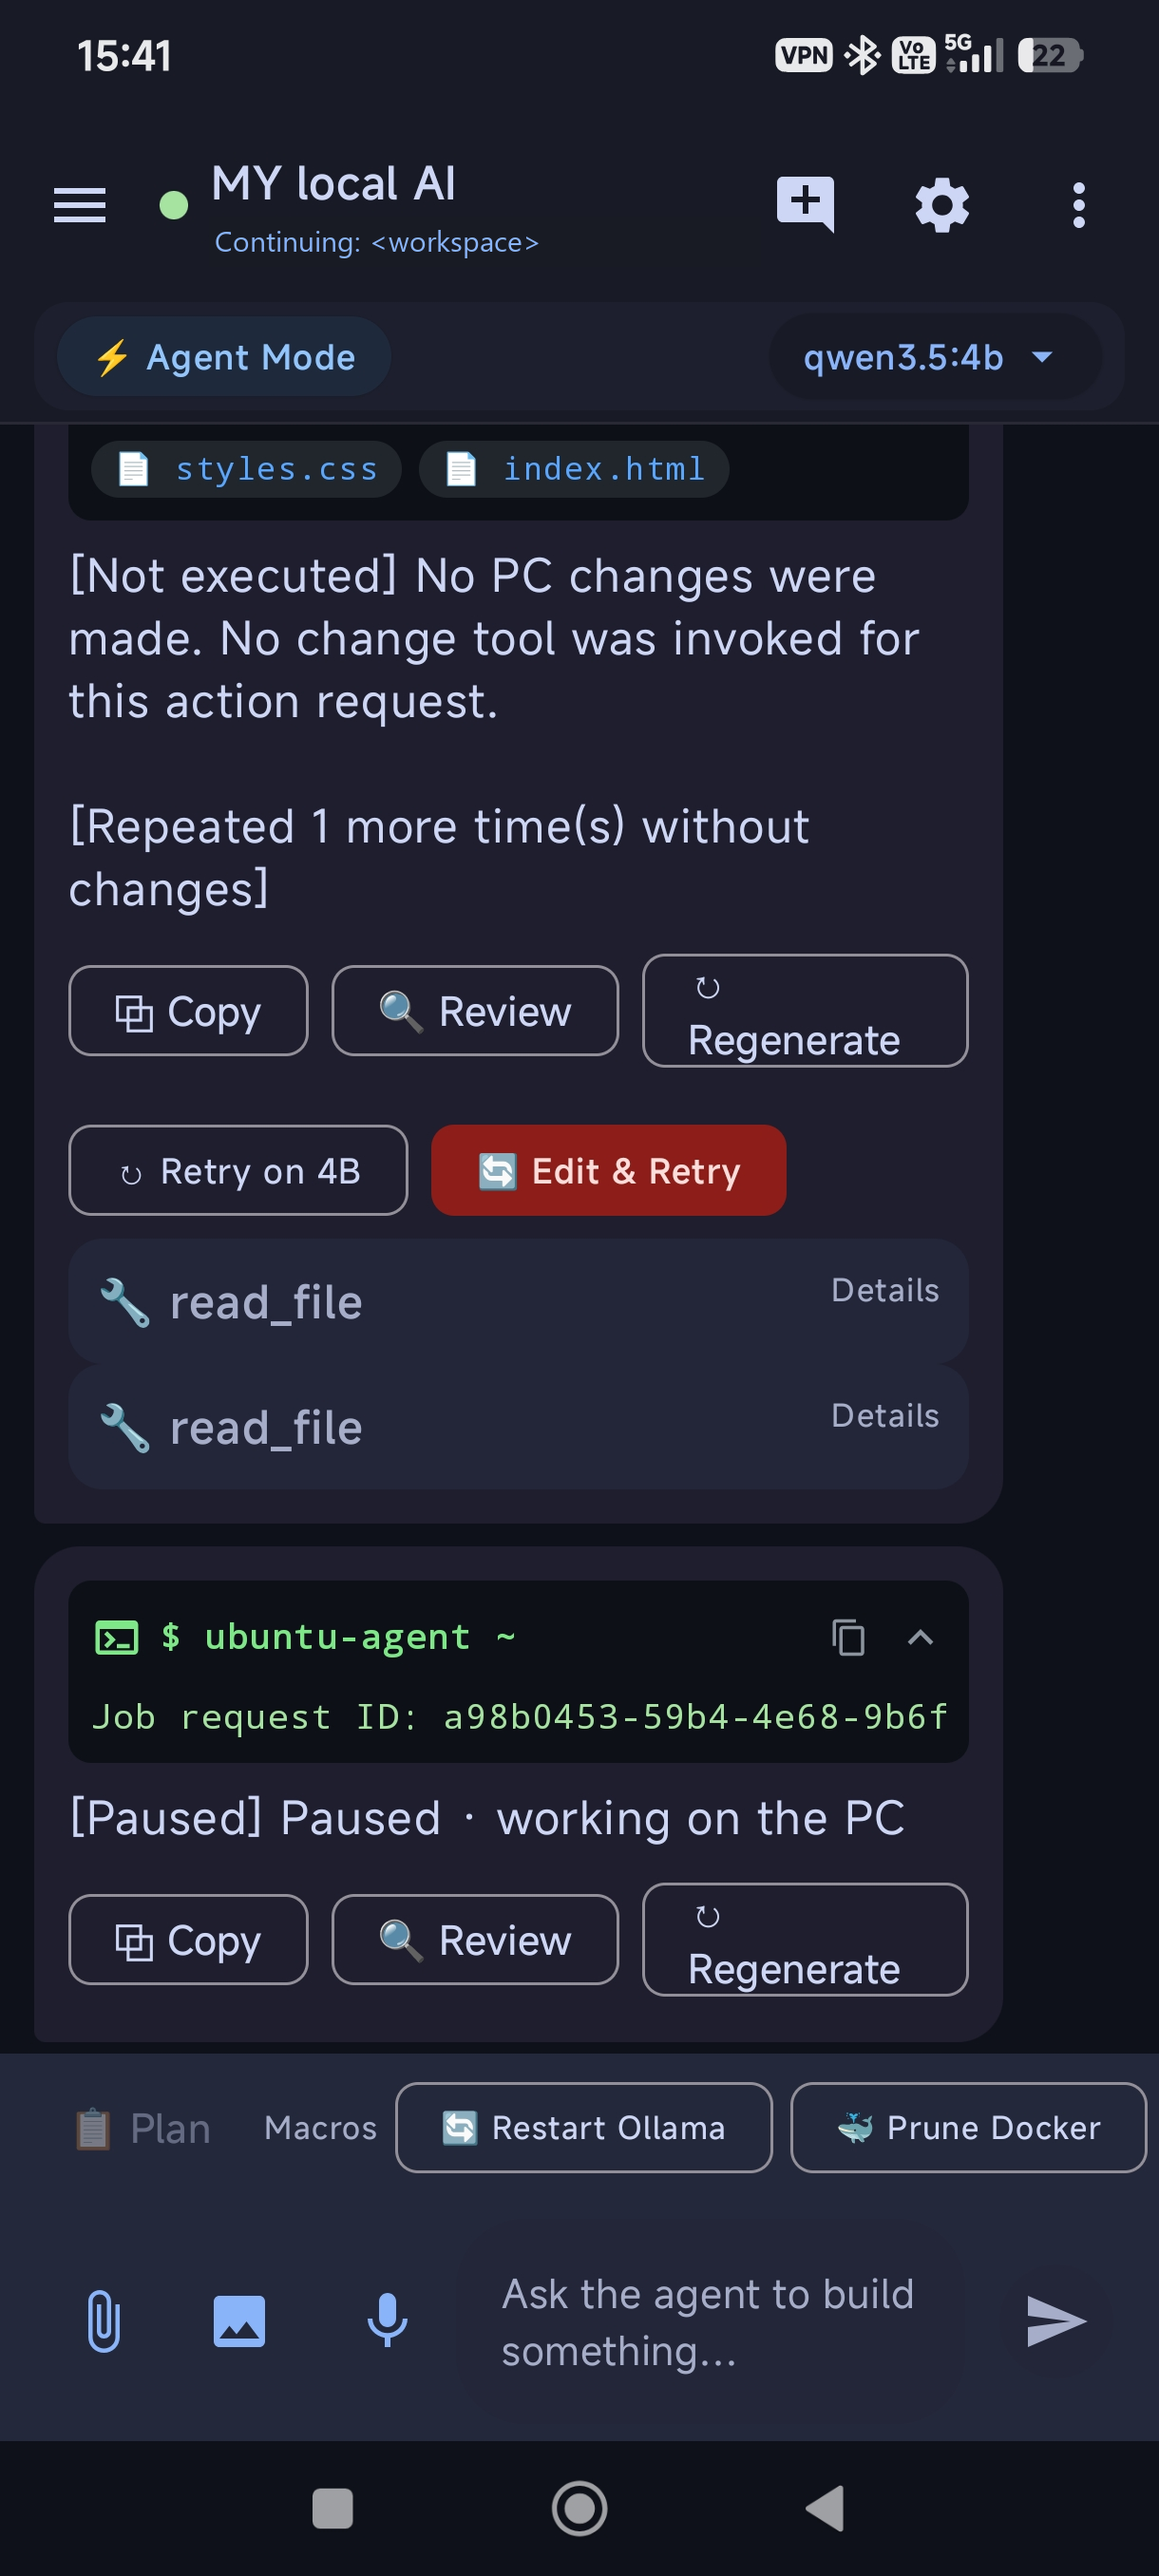 15:41
VPN Vo LTE 5G 22
MY local AI
Continuing: <workspace>
⚡ Agent Mode
qwen3.5:4b
styles.css index.html
[Not executed] No PC changes were
made. No change tool was invoked for
this action request.
[Repeated 1 more time(s) without
changes]
Copy
Review
Regenerate
Retry on 4B
Edit & Retry
read_file
Details
read_file
Details
$ ubuntu-agent ~
Job request ID: a98b0453-59b4-4e68-9b6f
[Paused] Paused · working on the PC
Copy
Review
Regenerate
Plan
Macros
Restart Ollama
Prune Docker
Ask the agent to build
something...